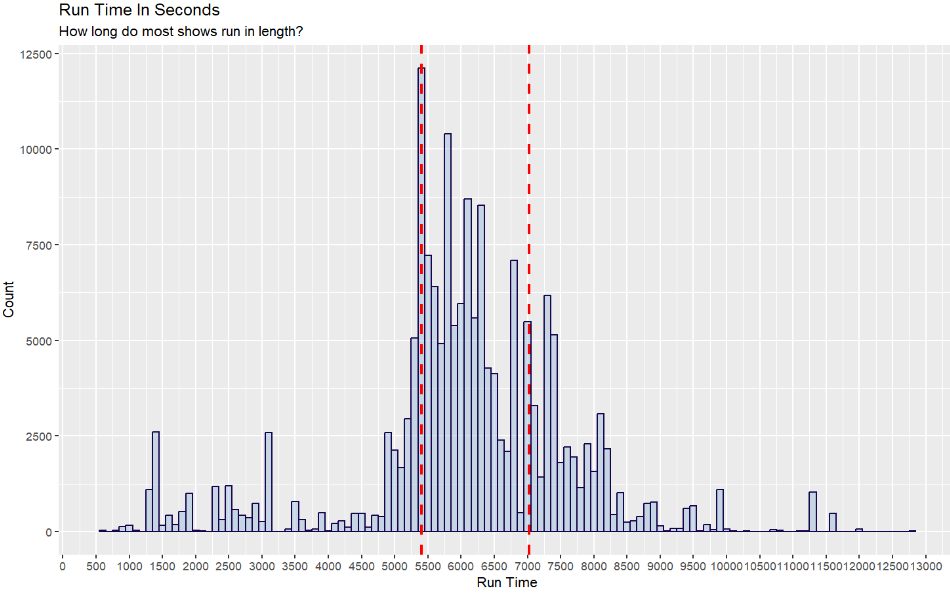 Run Time In Seconds
How long do most shows run in length?
12500
10000
7500
5000
2500
0
Count
0 500 1000 1500 2000 2500 3000 3500 4000 4500 5000 5500 6000 6500 7000 7500 8000 8500 9000 9500 10000 10500 11000 11500 12000 12500 13000
Run Time